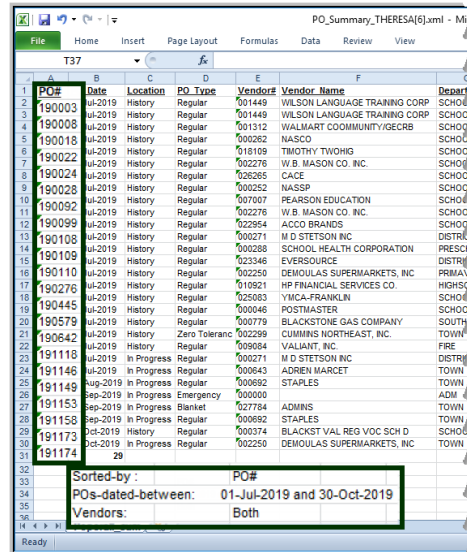 PO_Summary_THERESA[6].xml - Mi
File Home Insert Page Layout Formulas Data Review View
T37 fx
A B C D E F
1 PO# Date Location PO_Type Vendor# Vendor_Name Depart
190003
190008
190018
190022
190024
190028
190092
190099
190108
190109
190110
190276
190445
190579
190642
191118
191146
191149
191153
191158
191173
191174
2 Jul-2019 History Regular 001449 WILSON LANGUAGE TRAINING CORP SCHOO
3 Jul-2019 History Regular 001449 WILSON LANGUAGE TRAINING CORP SCHOO
4 Jul-2019 History Regular 001312 WALMART COOMMUNITY/GECRB SCHOO
5 Jul-2019 History Regular 000262 NASCO SCHOO
6 Jul-2019 History Regular 018109 TIMOTHY TWOHIG SCHOO
7 Jul-2019 History Regular 002276 W.B. MASON CO. INC. SCHOO
8 Jul-2019 History Regular 026265 CACE SCHOO
9 Jul-2019 History Regular 000252 NASSP SCHOO
10 Jul-2019 History Regular 007007 PEARSON EDUCATION SCHOO
11 Jul-2019 History Regular 002276 W.B. MASON CO. INC. SCHOO
12 Jul-2019 History Regular 022954 ACCO BRANDS SCHOO
13 Jul-2019 History Regular 000271 M D STETSON INC DISTRI
14 Jul-2019 History Regular 000288 SCHOOL HEALTH CORPORATION PRESC
15 Jul-2019 History Regular 023346 EVERSOURCE DISTRI
16 Jul-2019 History Regular 002250 DEMOULAS SUPERMARKETS, INC PRIMAV
17 Jul-2019 History Regular 010921 HP FINANCIAL SERVICES CO. HIGHSC
18 Jul-2019 History Regular 025083 YMCA-FRANKLIN SCHOO
19 Jul-2019 History Regular 000046 POSTMASTER SCHOO
20 Jul-2019 History Regular 000779 BLACKSTONE GAS COMPANY SOUTH
21 Jul-2019 History Zero Toleranc 002299 CUMMINS NORTHEAST, INC. TOWN
22 Jul-2019 History Regular 009084 VALIANT, INC. FIRE
23 Jul-2019 In Progress Regular 000271 M D STETSON INC DISTRI
24 Jul-2019 In Progress Regular 000643 ADRIEN MARCET TOWN
25 Aug-2019 In Progress Regular 000692 STAPLES TOWN
26 Sep-2019 In Progress Emergency 000000 ADM
27 Sep-2019 In Progress Blanket 027784 ADMINS TOWN
28 Sep-2019 In Progress Regular 000692 STAPLES TOWN
29 Oct-2019 History Regular 000374 BLACKST VAL REG VOC SCH D SCHOO
30 Oct-2019 In Progress Regular 002250 DEMOULAS SUPERMARKETS, INC TOWN
31 29
32
33 Sorted-by : PO#
34 POs-dated-between: 01-Jul-2019 and 30-Oct-2019
35 Vendors: Both
36
Ready